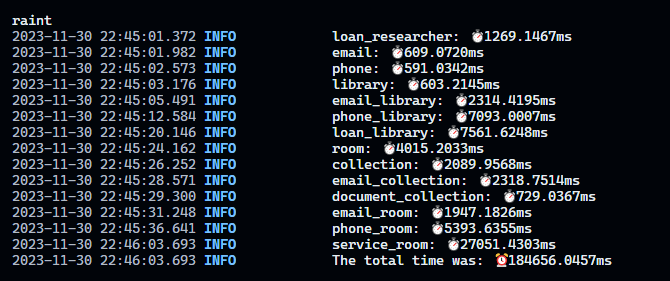 raint
2023-11-30 22:45:01.372 INFO loan_researcher: ⏱1269.1467ms
2023-11-30 22:45:01.982 INFO email: ⏱609.0720ms
2023-11-30 22:45:02.573 INFO phone: ⏱591.0342ms
2023-11-30 22:45:03.176 INFO library: ⏱603.2145ms
2023-11-30 22:45:05.491 INFO email_library: ⏱2314.4195ms
2023-11-30 22:45:12.584 INFO phone_library: ⏱7093.0007ms
2023-11-30 22:45:20.146 INFO loan_library: ⏱7561.6248ms
2023-11-30 22:45:24.162 INFO room: ⏱4015.2033ms
2023-11-30 22:45:26.252 INFO collection: ⏱2089.9568ms
2023-11-30 22:45:28.571 INFO email_collection: ⏱2318.7514ms
2023-11-30 22:45:29.300 INFO document_collection: ⏱729.0367ms
2023-11-30 22:45:31.248 INFO email_room: ⏱1947.1826ms
2023-11-30 22:45:36.641 INFO phone_room: ⏱5393.6355ms
2023-11-30 22:46:03.693 INFO service_room: ⏱27051.4303ms
2023-11-30 22:46:03.693 INFO The total time was: ⏰184656.0457ms